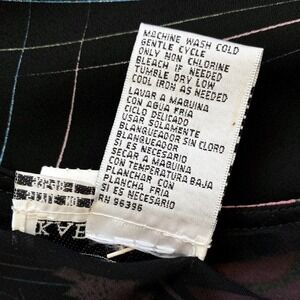 MACHINE WASH COLD
GENTLE CYCLE
ONLY NON CHLORINE
BLEACH IF NEEDED
TUMBLE DRY LOW
COOL IRON AS NEEDED
LAVAR A MAQUINA
CON AGUA FRIA
CICLO DELICADO
USAR SOLAMENTE
BLANQUEADOR SIN CLORO
SI ES NECESARIO
SECAR A MAQUINA
CON TEMPERATURA BAJA
PLANCHAR CON
PLANCHA FRIA
SI ES NECESARIO
RN 96396